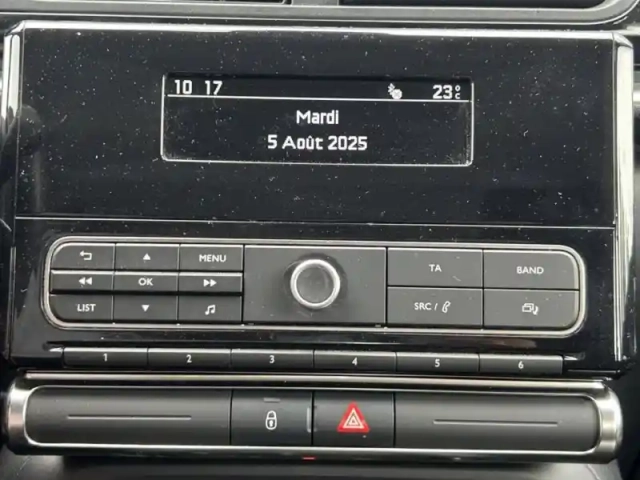 10 17 23°C
Mardi
5 Août 2025
MENU
TA
BAND
OK
LIST
SRC /
1 2 3 4 5 6